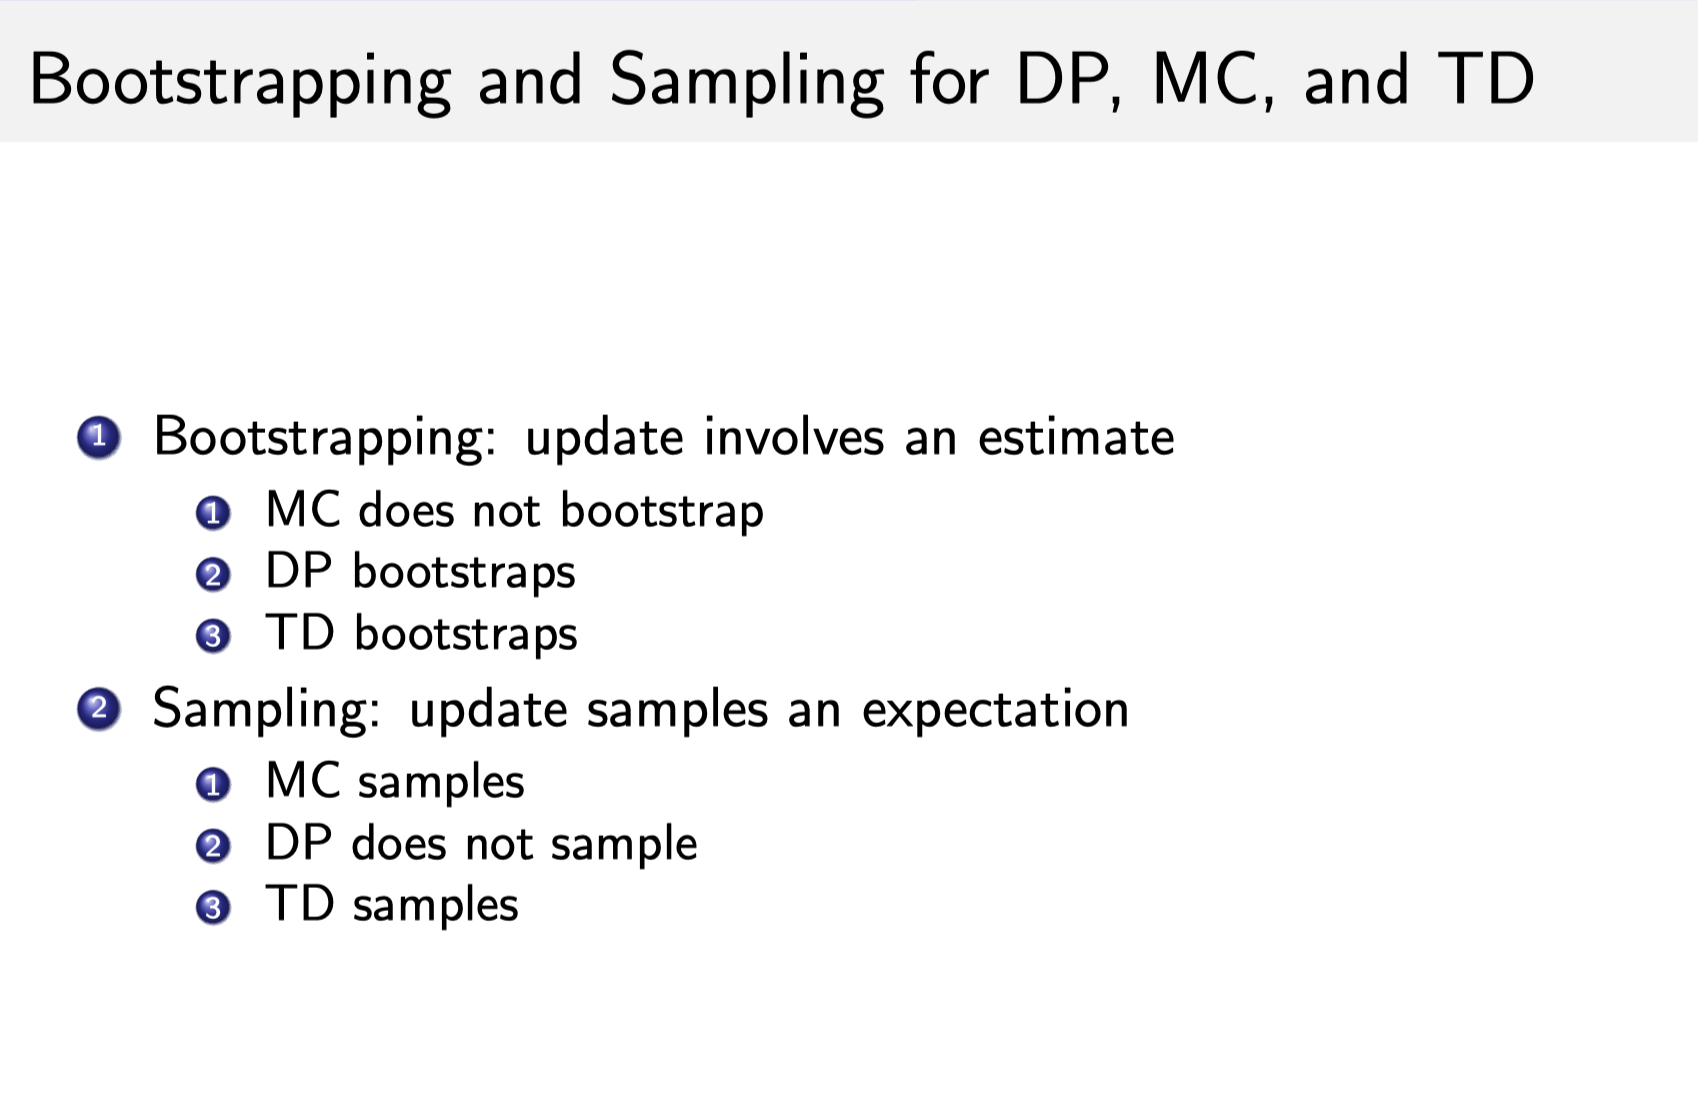 Bootstrapping and Sampling for DP, MC, and TD
1 Bootstrapping: update involves an estimate
1 MC does not bootstrap
2 DP bootstraps
3 TD bootstraps
2 Sampling: update samples an expectation
1 MC samples
2 DP does not sample
3 TD samples